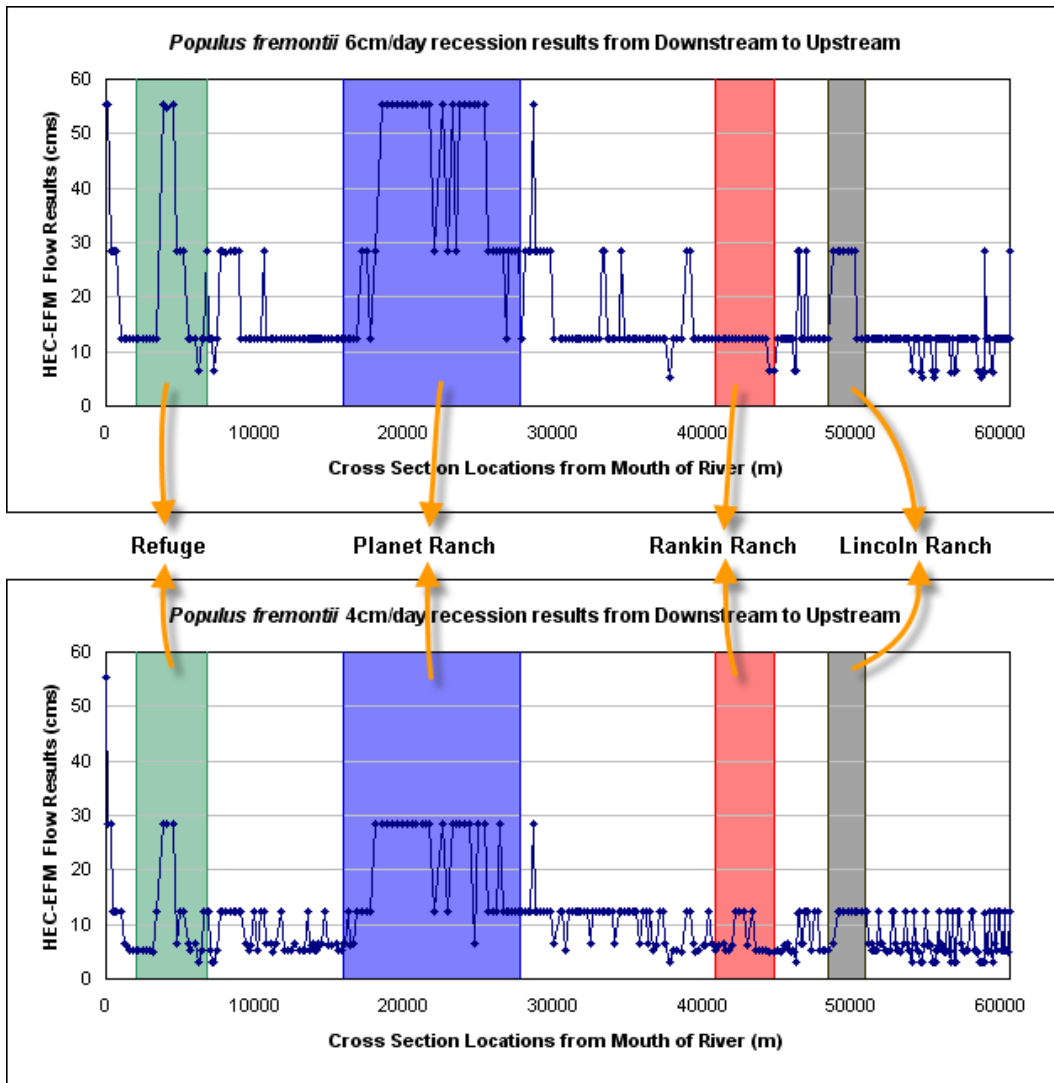 Populus fremontii 6cm/day recession results from Downstream to Upstream
HEC-EFM Flow Results (cms)
60
50
40
30
20
10
0
0 10000 20000 30000 40000 50000 60000
Cross Section Locations from Mouth of River (m)
Refuge Planet Ranch Rankin Ranch Lincoln Ranch
Populus fremontii 4cm/day recession results from Downstream to Upstream
HEC-EFM Flow Results (cms)
60
50
40
30
20
10
0
0 10000 20000 30000 40000 50000 60000
Cross Section Locations from Mouth of River (m)